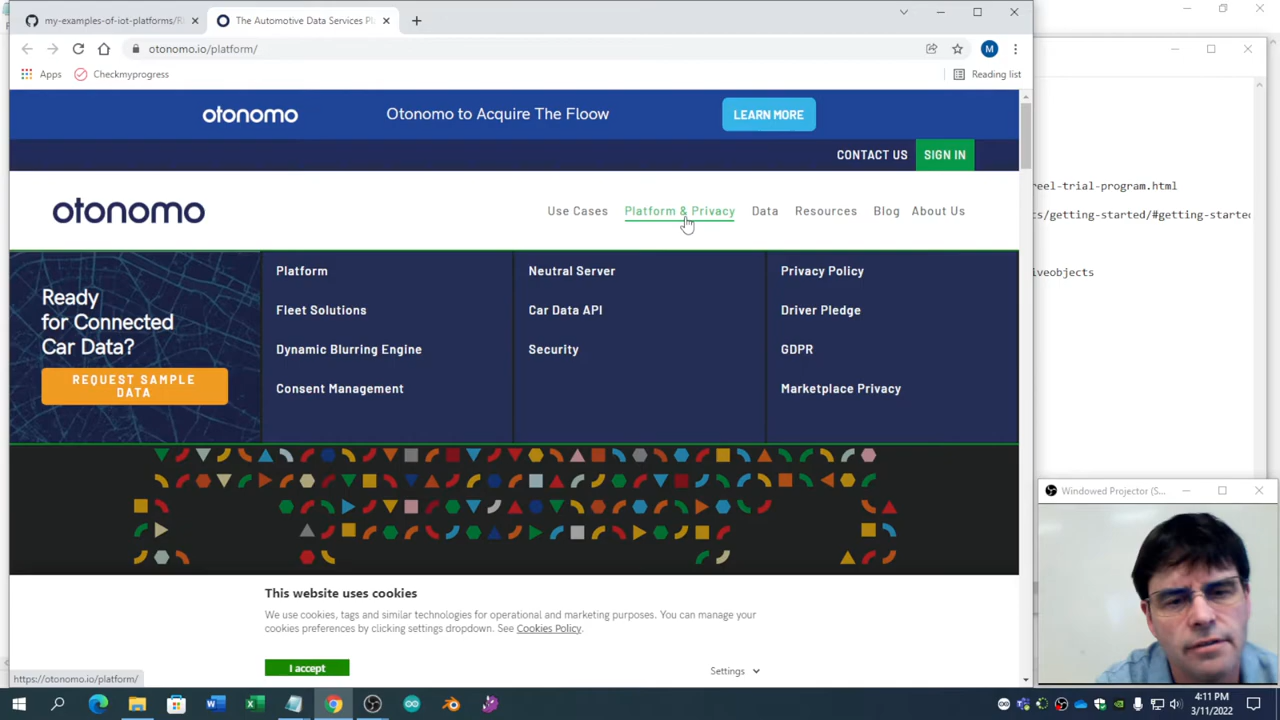 my-examples-of-iot-platforms/R
The Automotive Data Services P
otonomo.io/platform/
M
Apps
Checkmyprogress
Reading list
otonomo
Otonomo to Acquire The Floow
LEARN MORE
CONTACT US
SIGN IN
otonomo
Use Cases
Platform & Privacy
Data
Resources
Blog
About Us
Ready
for Connected
Car Data?
REQUEST SAMPLE
DATA
Platform
Fleet Solutions
Dynamic Blurring Engine
Consent Management
Neutral Server
Car Data API
Security
Privacy Policy
Driver Pledge
GDPR
Marketplace Privacy
This website uses cookies
We use cookies, tags and similar technologies for operational and marketing purposes. You can manage your
cookies preferences by clicking settings dropdown. See Cookies Policy.
I accept
Settings
https://otonomo.io/platform/
reel-trial-program.html
s/getting-started/#getting-started
iveobjects
Windowed Projector (S...
4:11 PM
3/11/2022